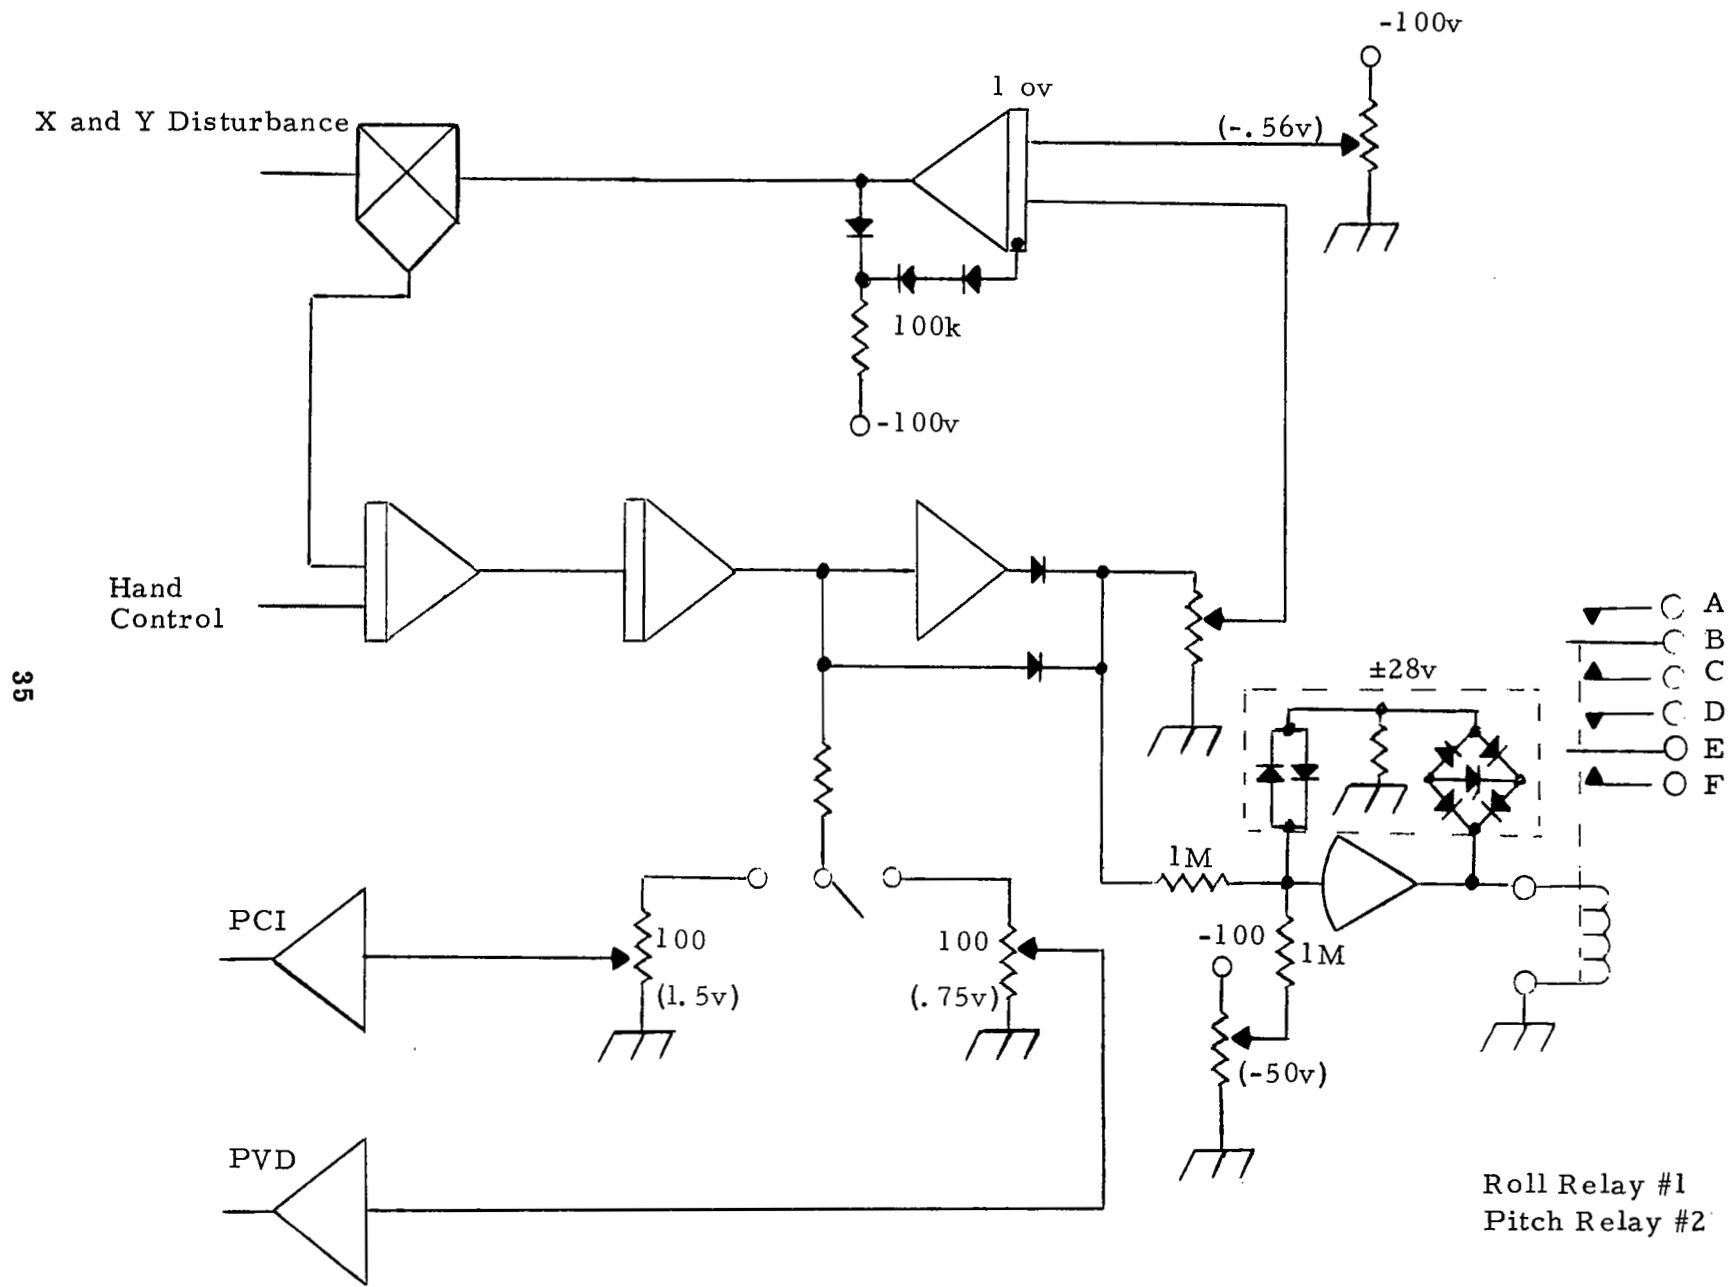 -100v
1 ov
X and Y Disturbance
(-.56v)
100k
-100v
Hand
Control
A
B
C
D
E
F
±28v
35
1M
PCI
100
(1.5v)
100
(.75v)
-100
1M
(-50v)
PVD
Roll Relay #1
Pitch Relay #2